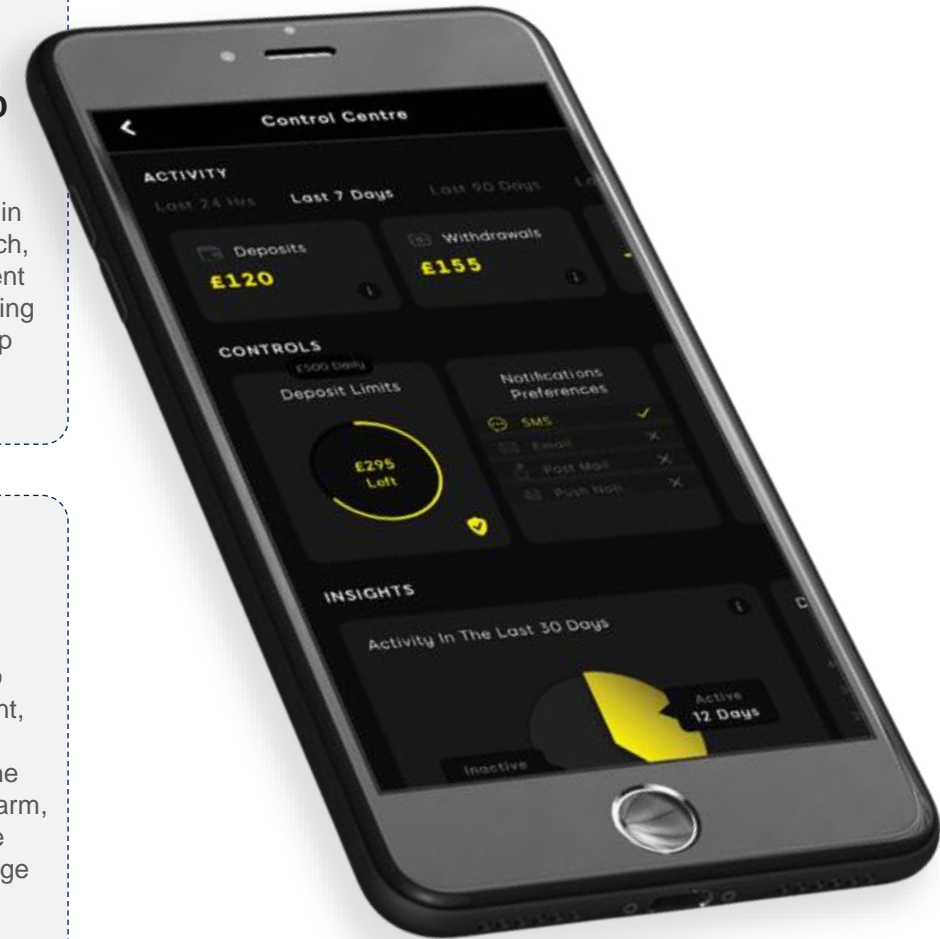 in
ch,
ent
ing
p
nt,
he
arm,
e
ge
Control Centre
ACTIVITY
Last 24 Hrs Last 7 Days Last 90 Days
Deposits
£120
Withdrawals
£155
CONTROLS
£500 Daily
Deposit Limits
£295
Left
Notifications
Preferences
SMS
Email
Post Mail
Push Noti
INSIGHTS
Activity In The Last 30 Days
Active
12 Days
Inactive